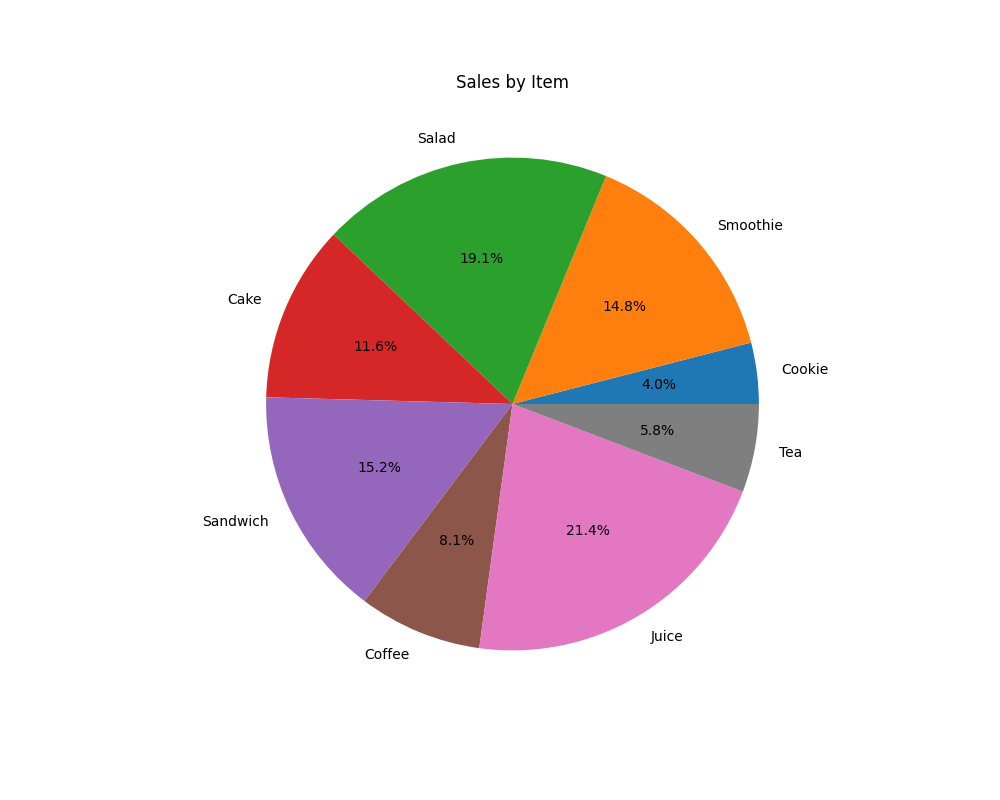 Sales by Item
Salad
Smoothie
19.1%
Cake
14.8%
11.6%
Cookie
4.0%
5.8%
Tea
15.2%
Sandwich
21.4%
8.1%
Juice
Coffee